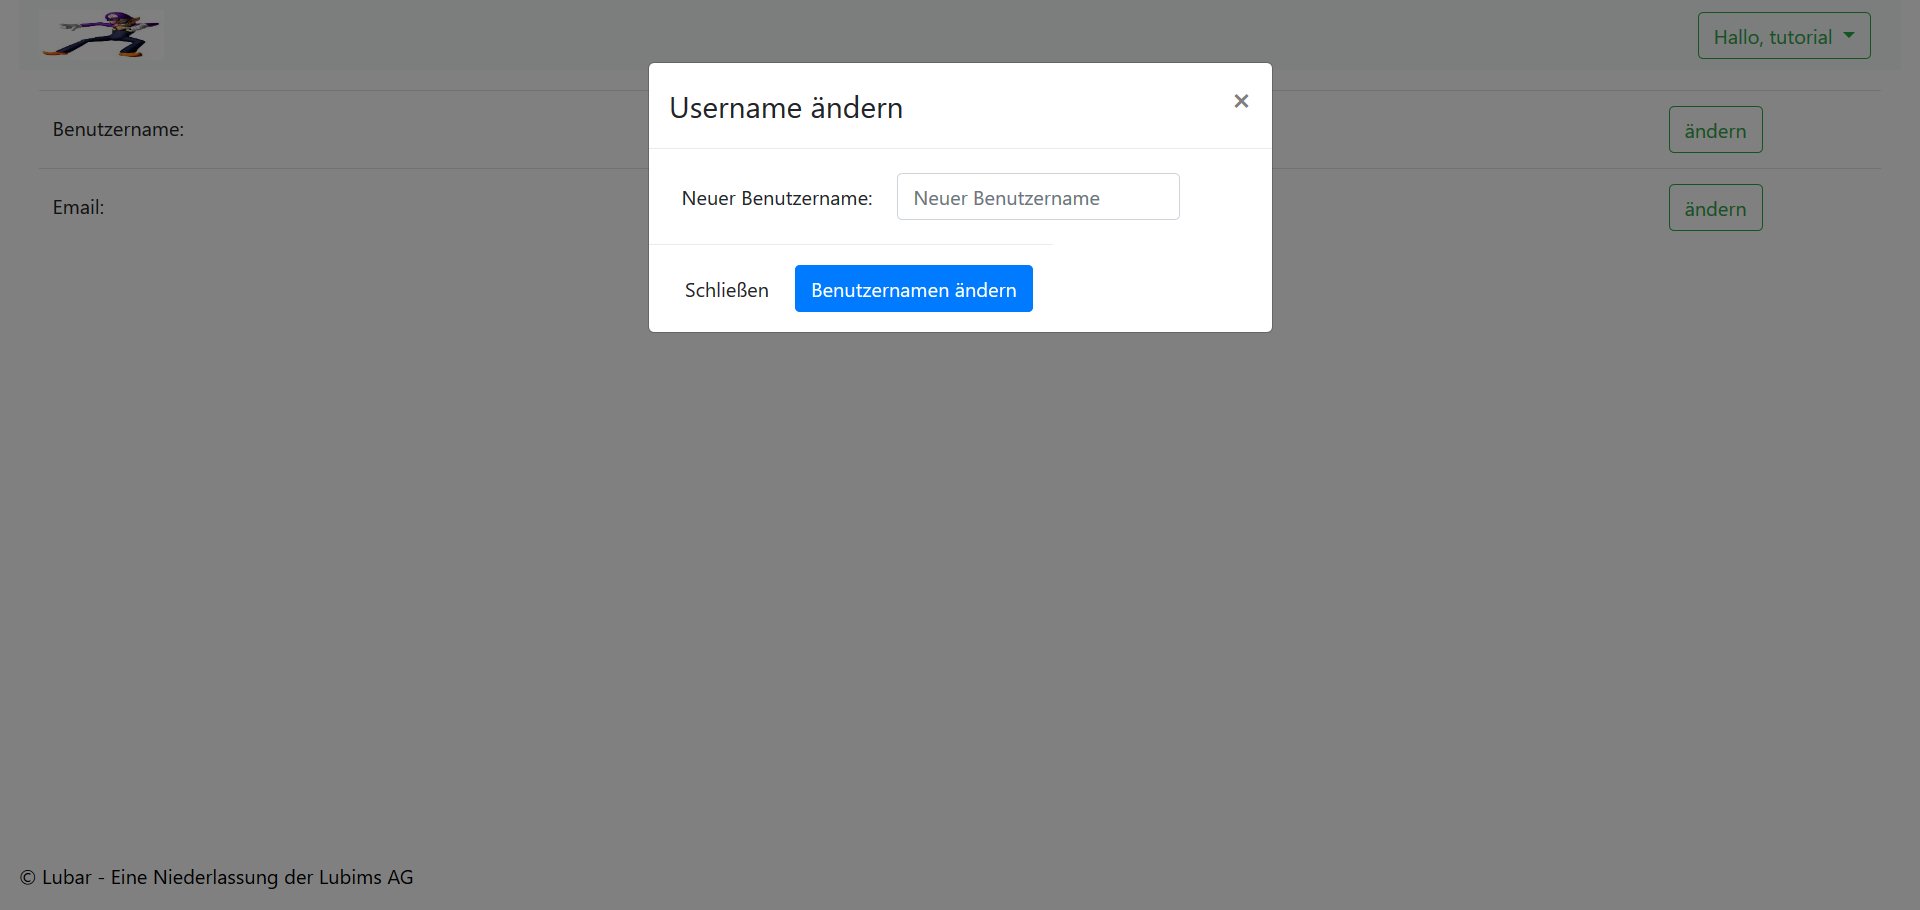 Hallo, tutorial
Username ändern
×
Benutzername:
ändern
Neuer Benutzername:
Neuer Benutzername
Email:
ändern
Schließen
Benutzernamen ändern
© Lubar - Eine Niederlassung der Lubims AG